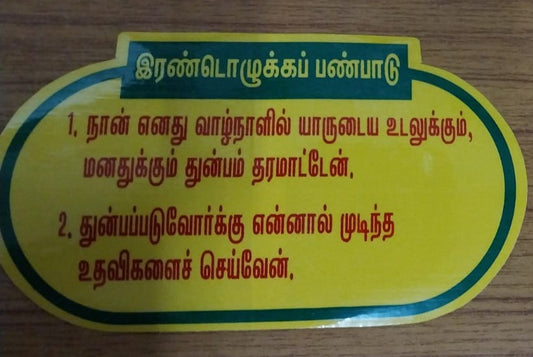 இரண்டொழுக்கப் பண்பாடு
1. நான் எனது வாழ்நாளில் யாருடைய உடலுக்கும்,
மனதுக்கும் துன்பம் தரமாட்டேன்.
2. துன்பப்படுவோர்க்கு என்னால் முடிந்த
உதவிகளைச் செய்வேன்.